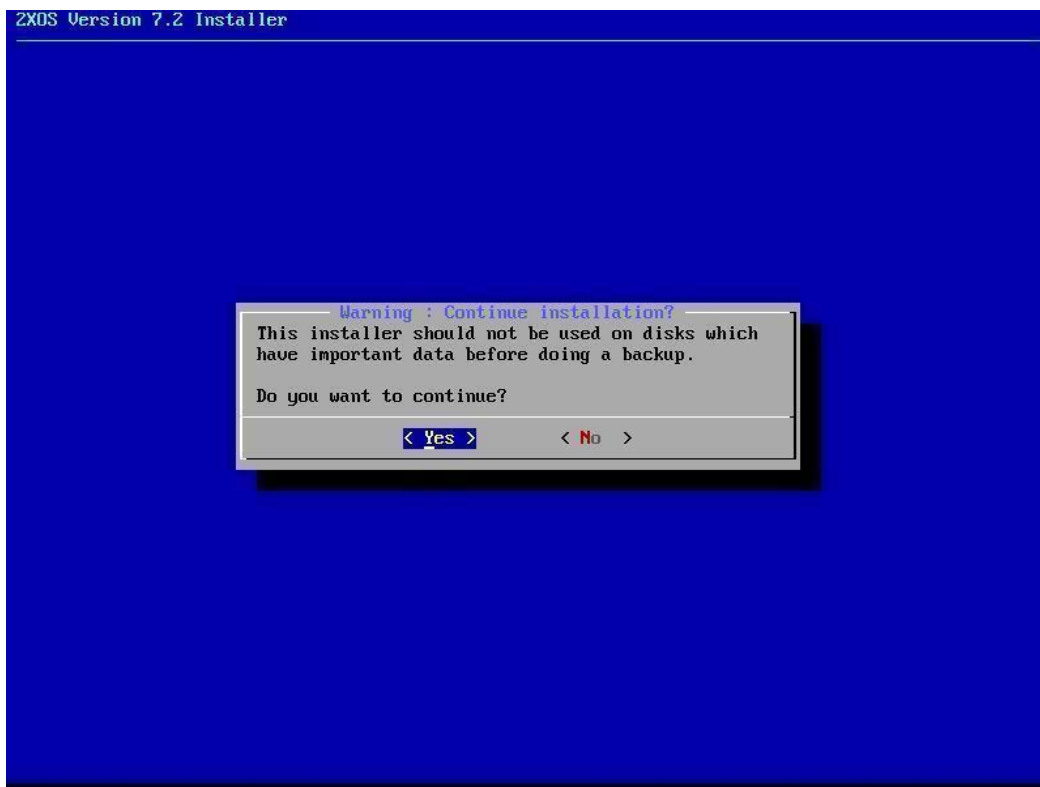 2XOS Version 7.2 Installer
Warning : Continue installation?
This installer should not be used on disks which
have important data before doing a backup.
Do you want to continue?
< Yes > < No >